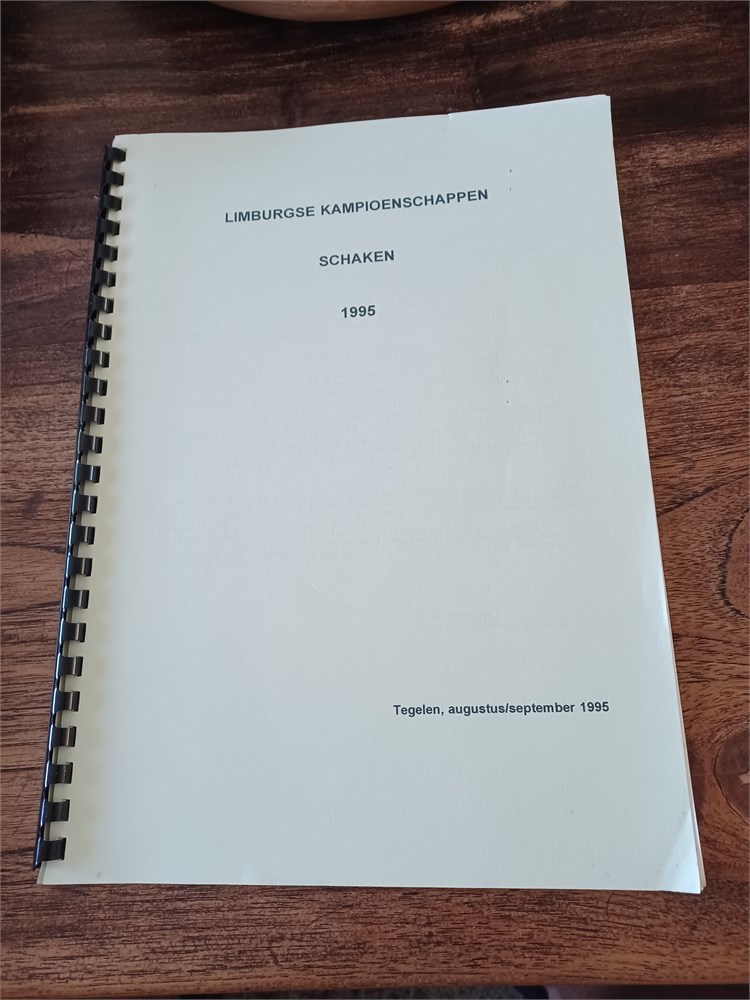 LIMBURGSE KAMPIOENSCHAPPEN
SCHAKEN
1995
Tegelen, augustus/september 1995